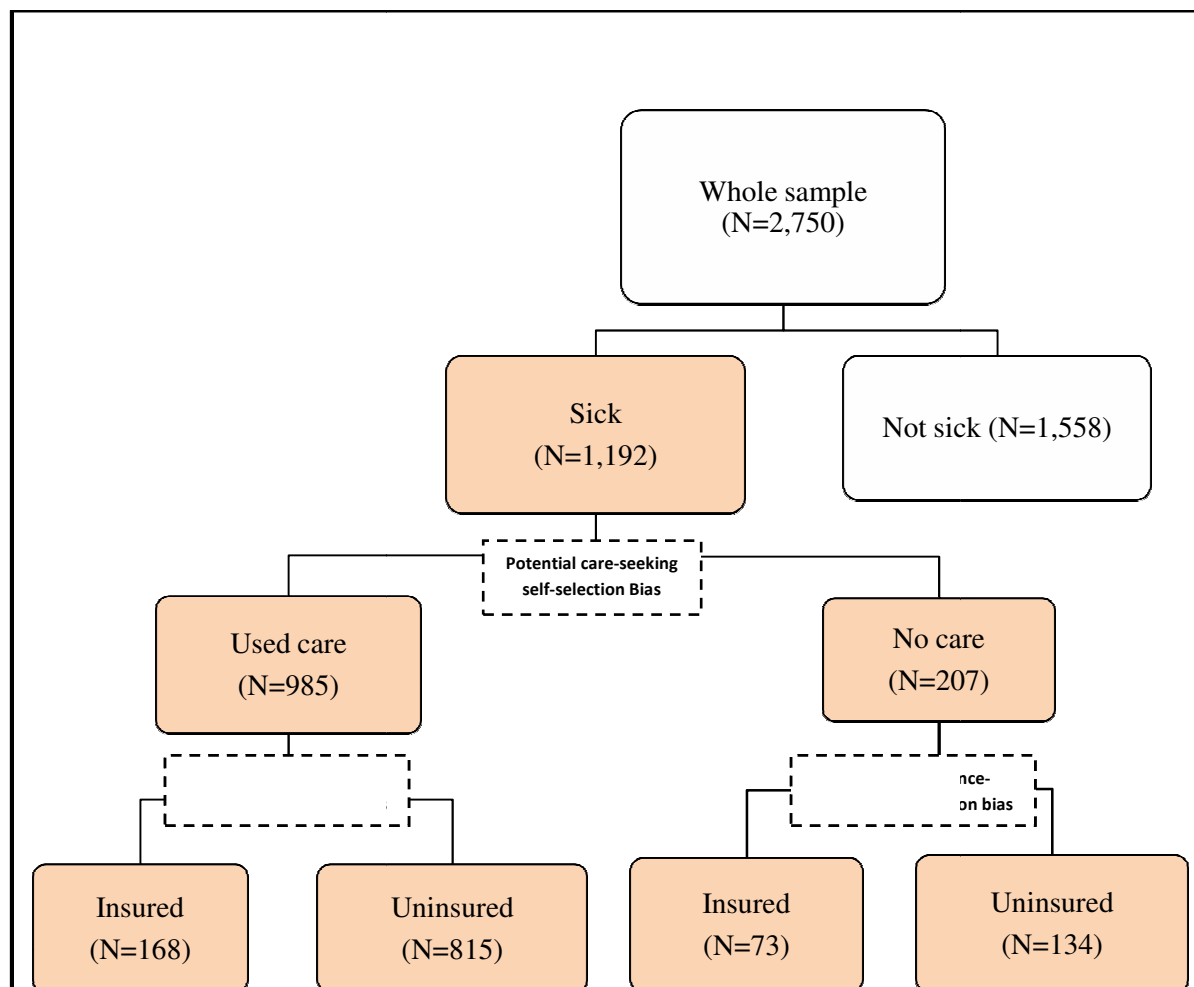 Whole sample
(N=2,750)
Sick
(N=1,192)
Not sick (N=1,558)
Potential care-seeking
self-selection Bias
Used care
(N=985)
No care
(N=207)
nce-
on bias
Insured
(N=168)
Uninsured
(N=815)
Insured
(N=73)
Uninsured
(N=134)